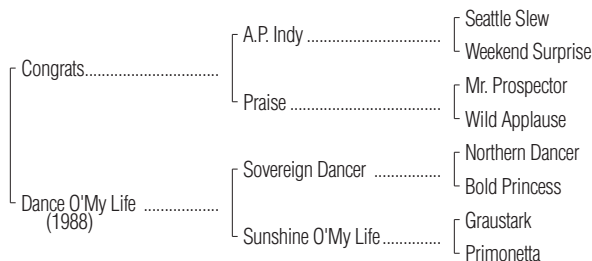 Seattle Slew
A.P. Indy ..................................
Weekend Surprise
Congrats..................................
Mr. Prospector
Praise ......................................
Wild Applause
Northern Dancer
Sovereign Dancer .................
Bold Princess
Dance O'My Life ...................
(1988)
Graustark
Sunshine O'My Life...............
Primonetta